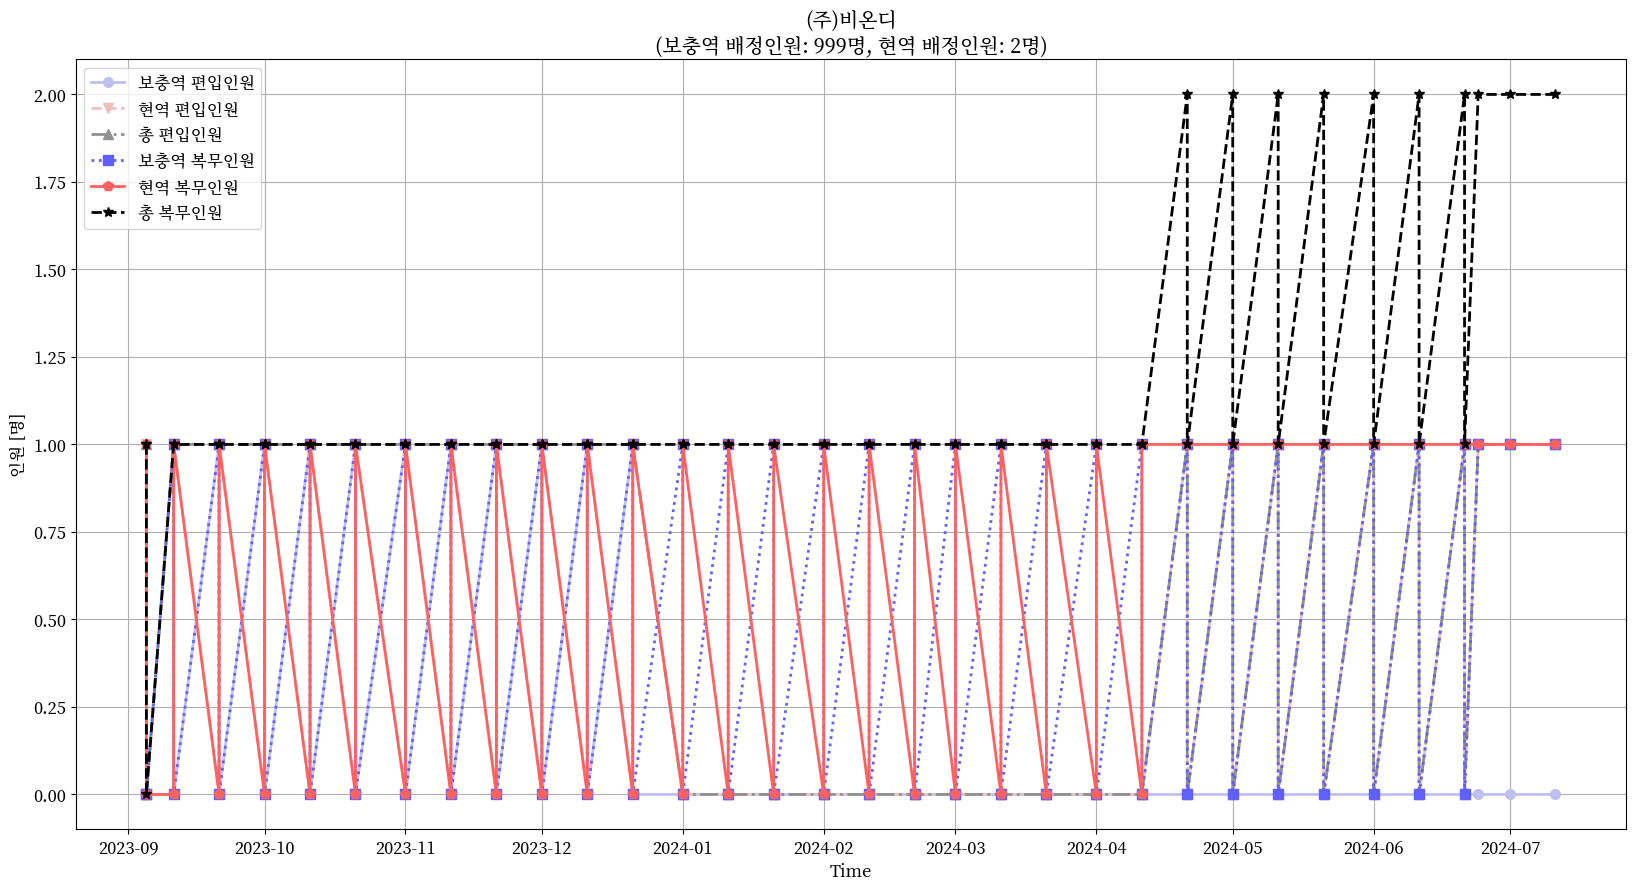 (주)비온디
(보충역 배정인원: 999명, 현역 배정인원: 2명)
보충역 편입인원
현역 편입인원
총 편입인원
보충역 복무인원
현역 복무인원
총 복무인원
인원 [명]
2.00
1.75
1.50
1.25
1.00
0.75
0.50
0.25
0.00
2023-09 2023-10 2023-11 2023-12 2024-01 2024-02 2024-03 2024-04 2024-05 2024-06 2024-07
Time